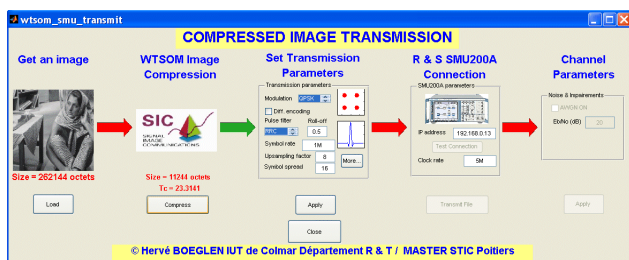 wtsom_smu_transmit
COMPRESSED IMAGE TRANSMISSION
Get an image
Size = 262144 octets
Load
WTSOM Image
Compression
SIC
SIGNAL
IMAGE
COMMUNICATIONS
Size = 11244 octets
Tc = 23.3141
Compress
Set Transmission
Parameters
Transmission parameters
Modulation QPSK
Diff. encoding
Pulse filter Roll-off
RRC 0.5
Symbol rate 1M
Upsampling factor 8
Symbol spread 16
More...
Apply
Close
R & S SMU200A
Connection
SMU200A parameters
IP address 192.168.0.13
Test Connection
Clock rate 5M
Transmit File
Channel
Parameters
Noise & Impairements
AWGN ON
Eb/No (dB) 20
Apply
© Hervé BOEGLEN IUT de Colmar Département R & T / MASTER STIC Poitiers